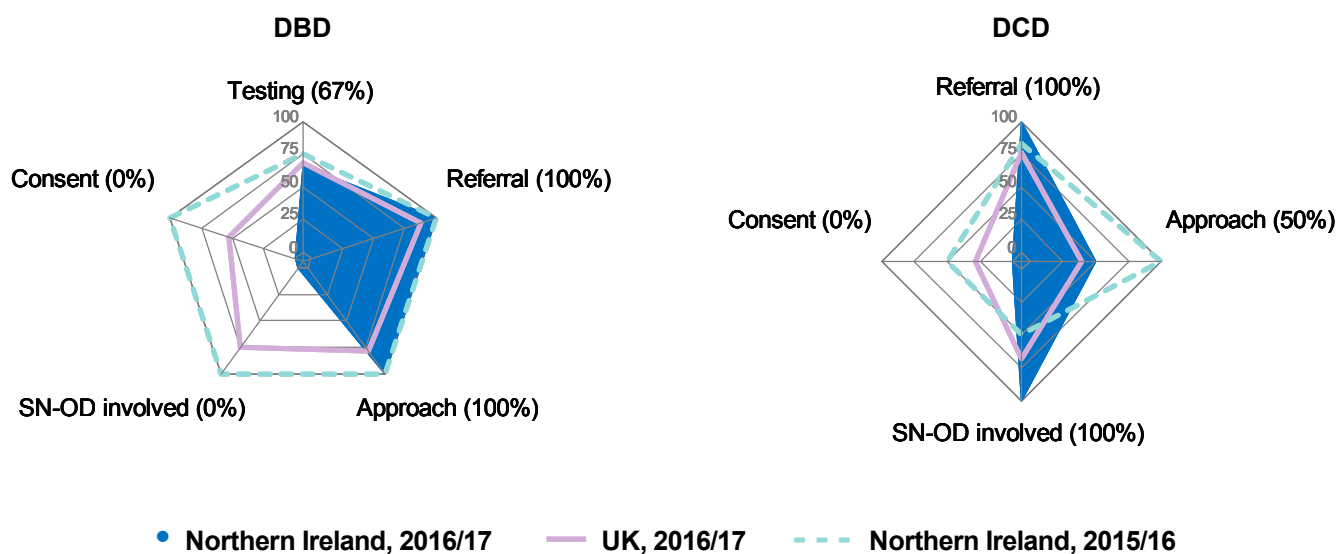 DBD
DCD
Testing (67%)
Referral (100%)
100
75
50
25
0
100
75
50
25
0
Consent (0%)
Referral (100%)
Consent (0%)
Approach (50%)
SN-OD involved (0%)
Approach (100%)
SN-OD involved (100%)
Northern Ireland, 2016/17
UK, 2016/17
Northern Ireland, 2015/16